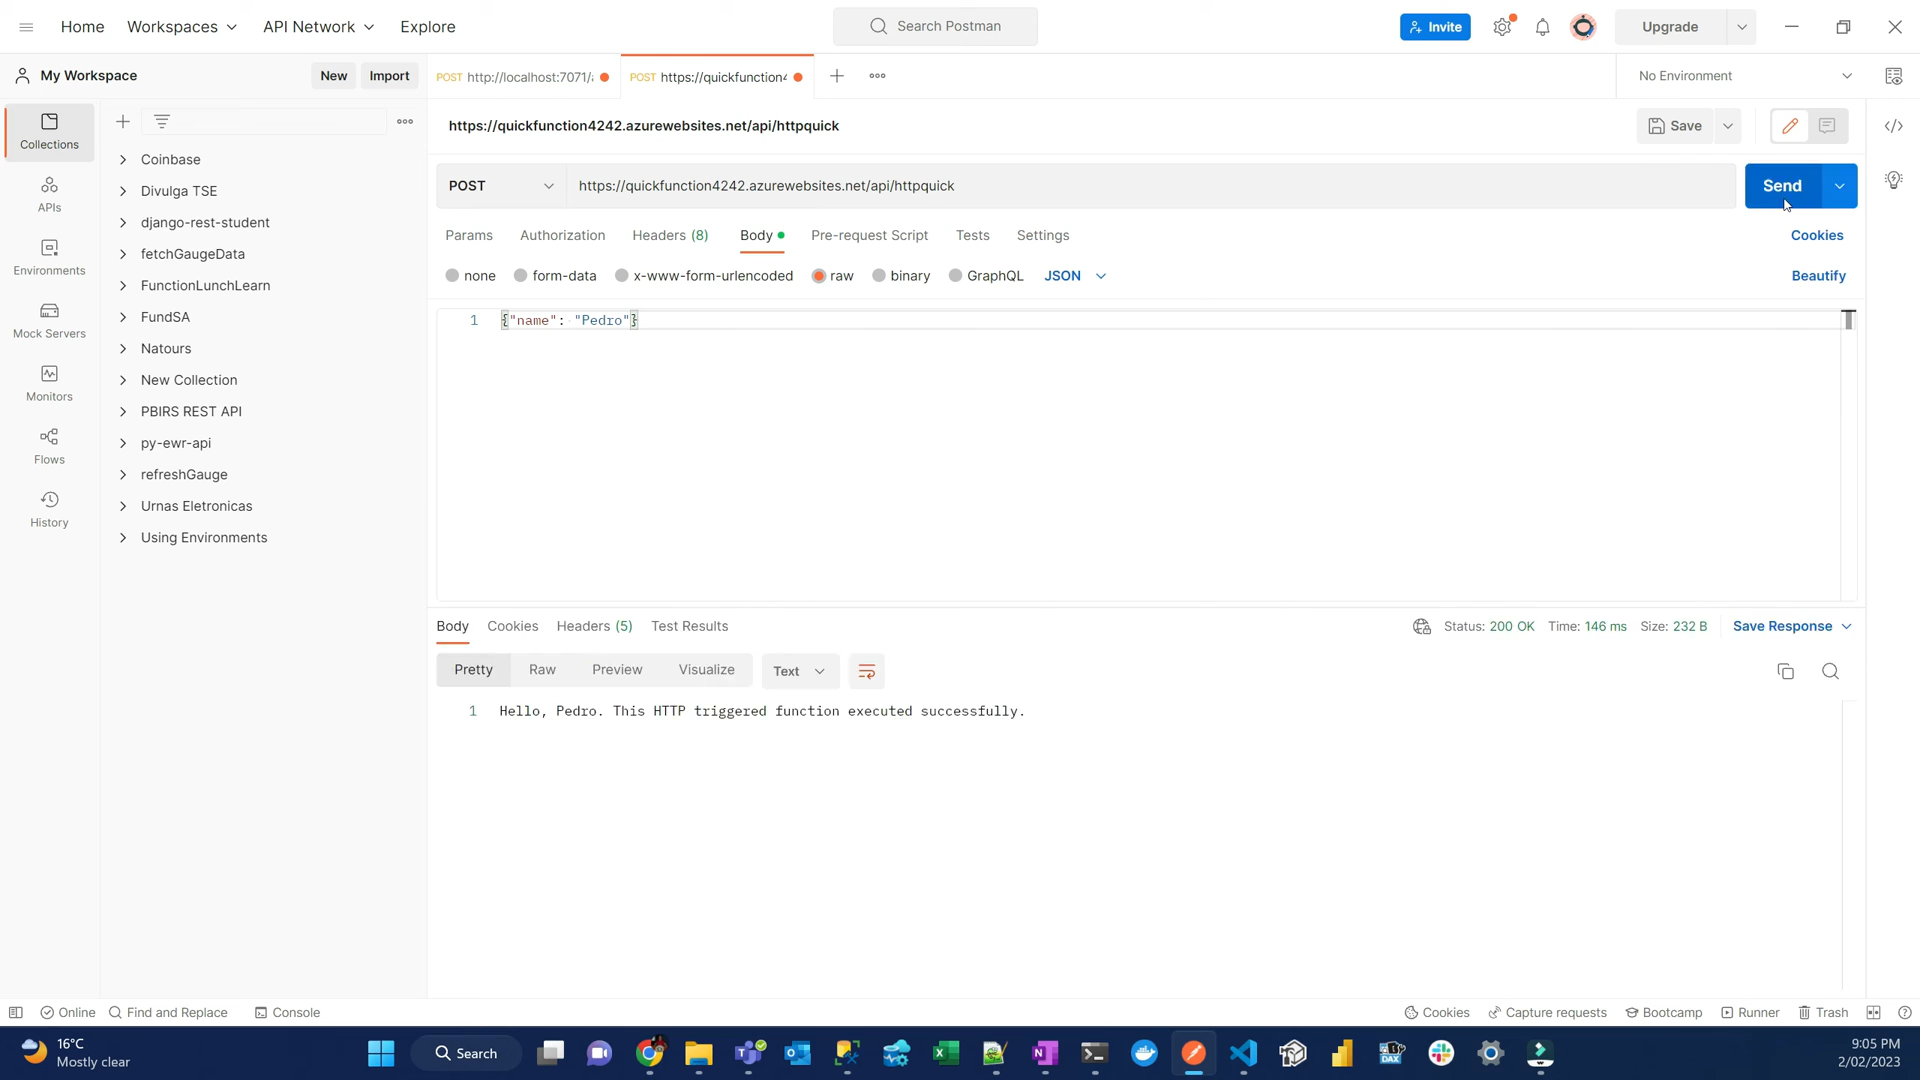 Home
Workspaces
API Network
Explore
Search Postman
Invite
Upgrade
My Workspace
New
Import
POST http://localhost:7071/a
POST https://quickfunction4
No Environment
Collections
APIs
Environments
Mock Servers
Monitors
Flows
History
Coinbase
Divulga TSE
django-rest-student
fetchGaugeData
FunctionLunchLearn
FundSA
Natours
New Collection
PBIRS REST API
py-ewr-api
refreshGauge
Urnas Eletronicas
Using Environments
https://quickfunction4242.azurewebsites.net/api/httpquick
Save
POST
https://quickfunction4242.azurewebsites.net/api/httpquick
Send
Params
Authorization
Headers (8)
Body
Pre-request Script
Tests
Settings
Cookies
none
form-data
x-www-form-urlencoded
raw
binary
GraphQL
JSON
Beautify
1 {"name": "Pedro"}
Body
Cookies
Headers (5)
Test Results
Status: 200 OK
Time: 146 ms
Size: 232 B
Save Response
Pretty
Raw
Preview
Visualize
Text
1 Hello, Pedro. This HTTP triggered function executed successfully.
Online
Find and Replace
Console
Cookies
Capture requests
Bootcamp
Runner
Trash
16°C
Mostly clear
Search
DAX
9:05 PM
2/02/2023